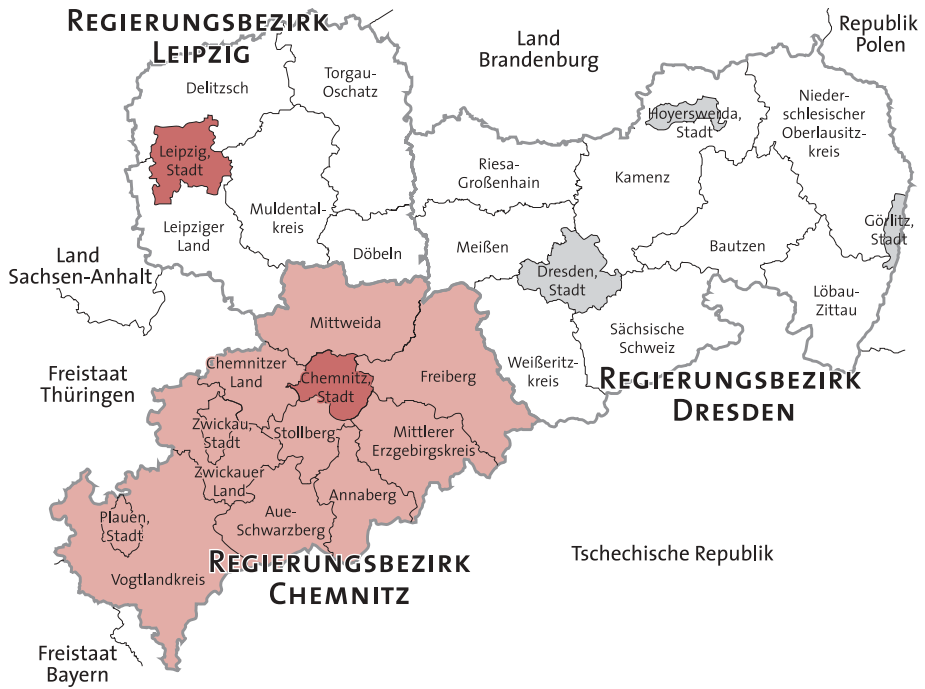 REGIERUNGSBEZIRK
LEIPZIG
Delitzsch
Torgau-
Oschatz
Leipzig,
Stadt
Leipziger
Land
Muldental-
kreis
Döbeln
Land
Brandenburg
Republik
Polen
Hoyerswerda,
Stadt
Nieder-
schlesischer
Oberlausitz-
kreis
Riesa-
Großenhain
Kamenz
Görlitz,
Stadt
Meißen
Bautzen
Dresden,
Stadt
Löbau-
Zittau
Sächsische
Schweiz
Weißeritz-
kreis
REGIERUNGSBEZIRK
DRESDEN
Land
Sachsen-Anhalt
Freistaat
Thüringen
Mittweida
Chemnitzer
Land
Chemnitz,
Stadt
Freiberg
Zwickau,
Stadt
Stollberg
Mittlerer
Erzgebirgskreis
Zwickauer
Land
Annaberg
Aue-
Schwarzberg
Plauen,
Stadt
Vogtlandkreis
REGIERUNGSBEZIRK
CHEMNITZ
Tschechische Republik
Freistaat
Bayern